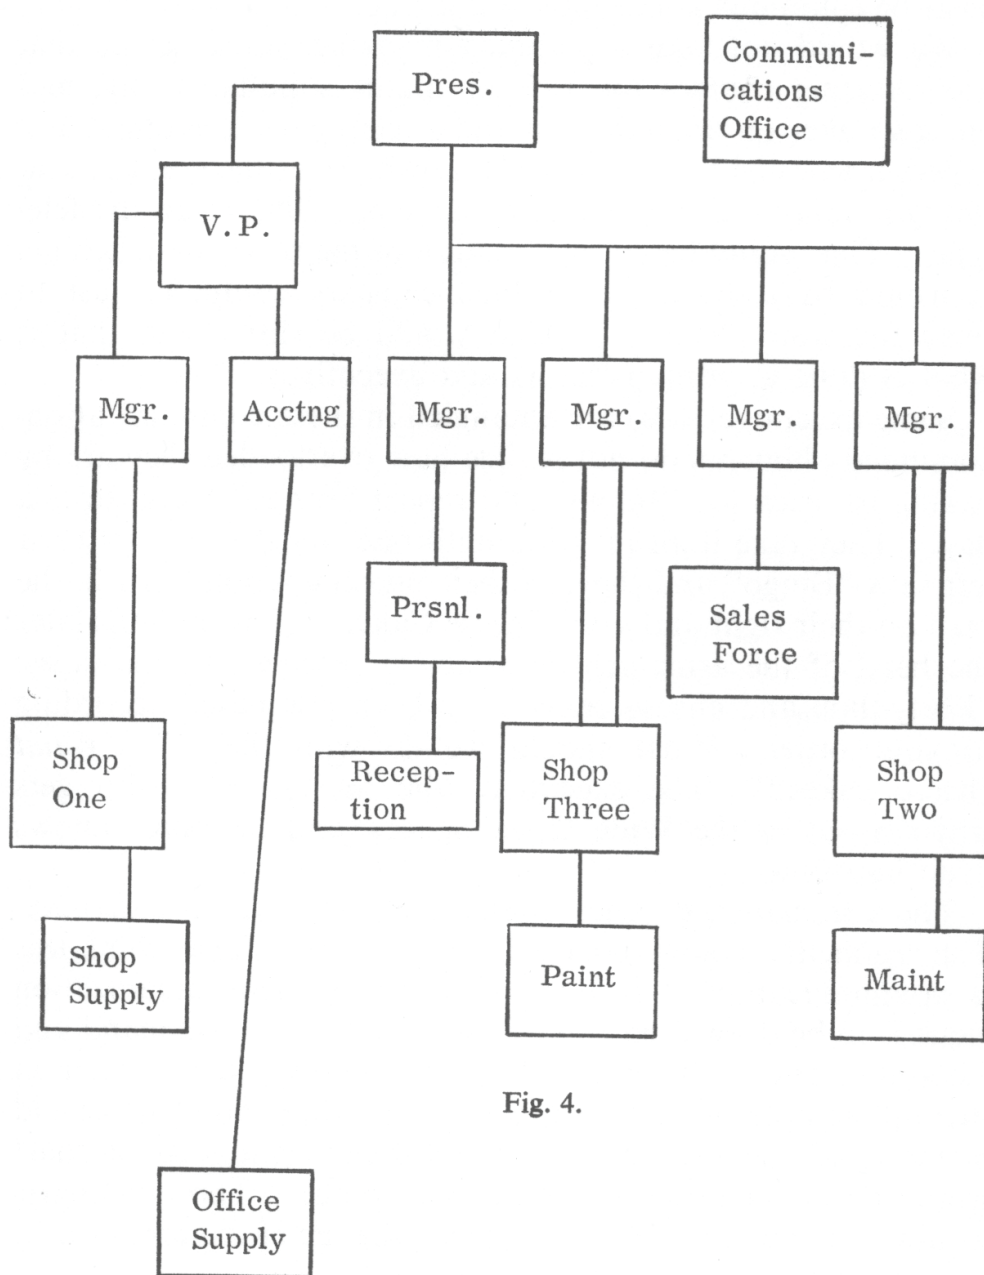 Pres.
Communi-
cations
Office
V.P.
Mgr.
Acctng
Mgr.
Mgr.
Mgr.
Mgr.
Prsnl.
Sales
Force
Shop
One
Recep-
tion
Shop
Three
Shop
Two
Shop
Supply
Paint
Maint
Fig. 4.
Office
Supply